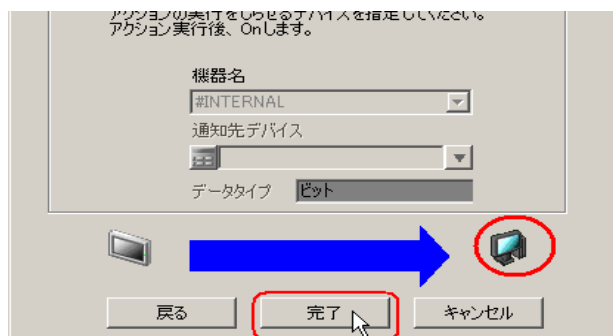 アクションの実行をしらせるデバイスを指定してください。
アクション実行後、Onします。
機器名
#INTERNAL
通知先デバイス
データタイプ ビット
戻る 完了 キャンセル